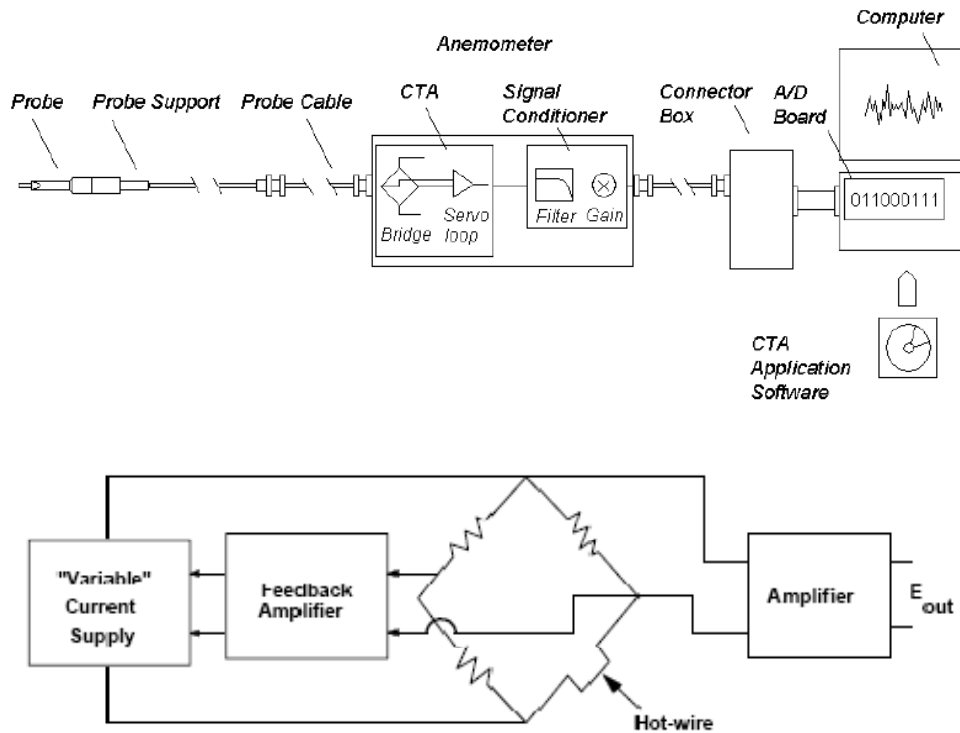 Computer
Anemometer
Probe
Probe Support
Probe Cable
CTA
Signal
Conditioner
Connector
Box
A/D
Board
Bridge
Servo
loop
Filter
Gain
011000111
CTA
Application
Software
"Variable"
Current
Supply
Feedback
Amplifier
Amplifier
E
out
Hot-wire